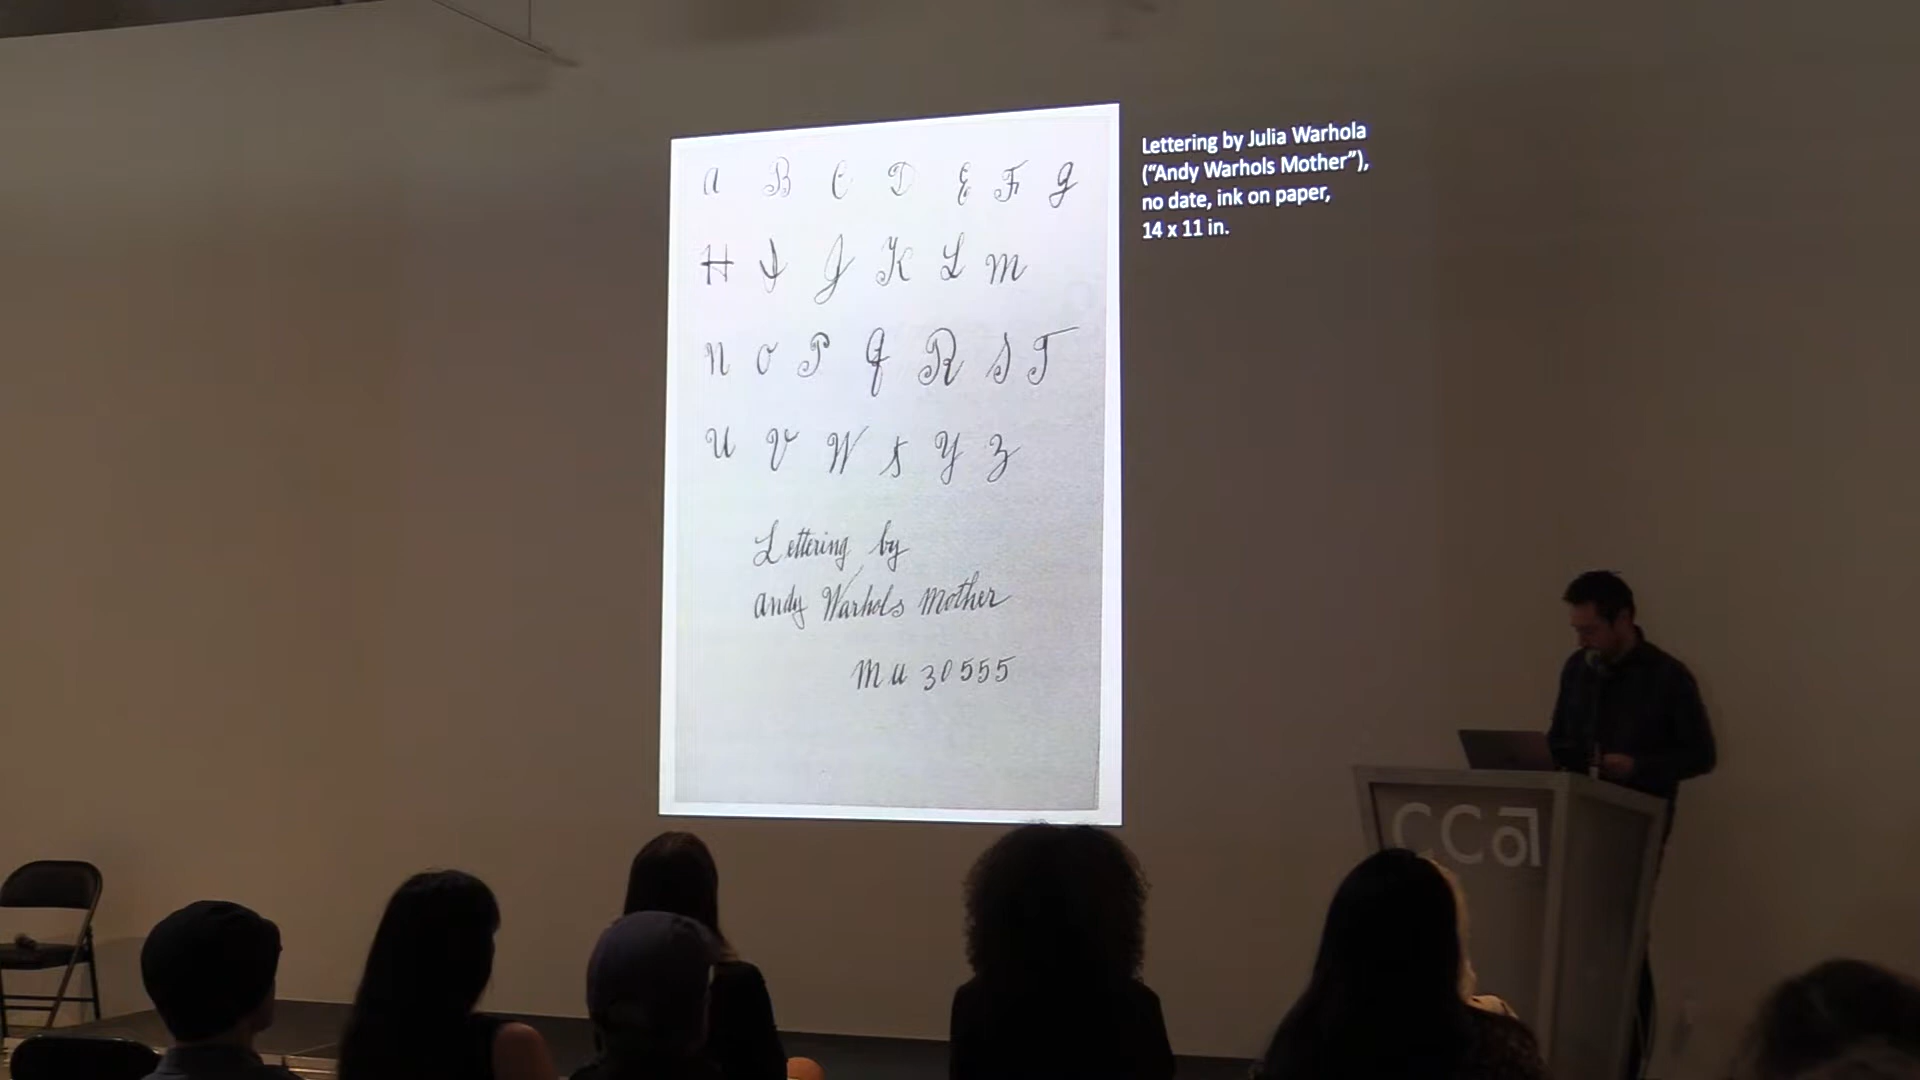 A B C D E F G
H I J K L M
N O P Q R S T
U V W X Y Z
Lettering by
Andy Warhols Mother
MU 30555
Lettering by Julia Warhola
(“Andy Warhols Mother”),
no date, ink on paper,
14 x 11 in.
CCA